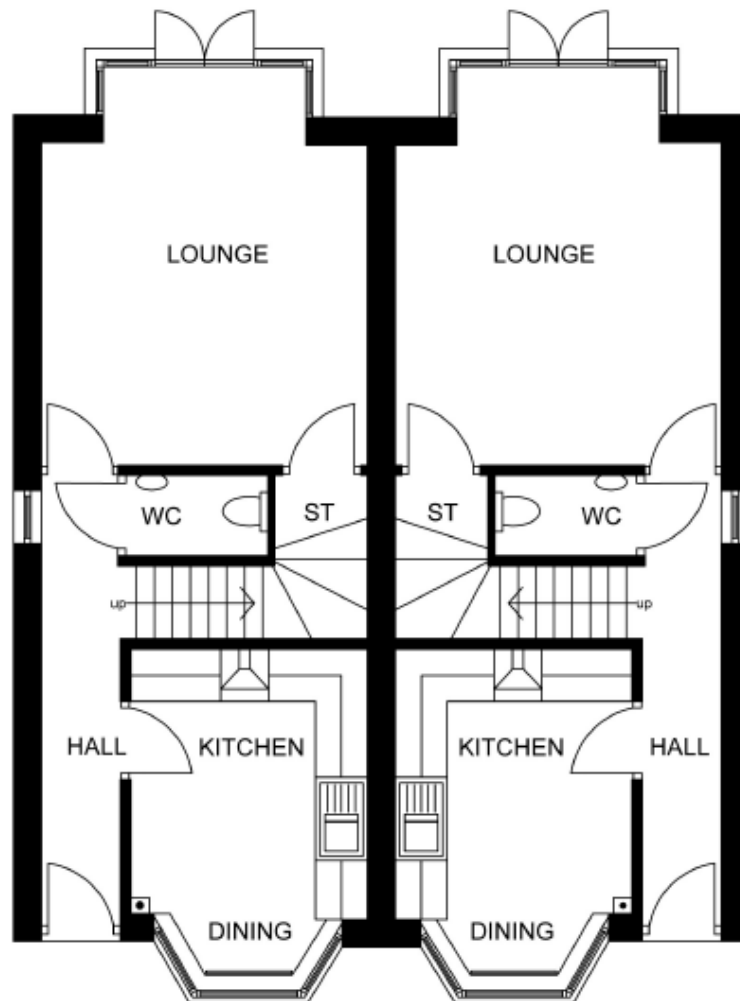 LOUNGE LOUNGE
WC ST ST WC
up up
HALL KITCHEN KITCHEN HALL
DINING DINING